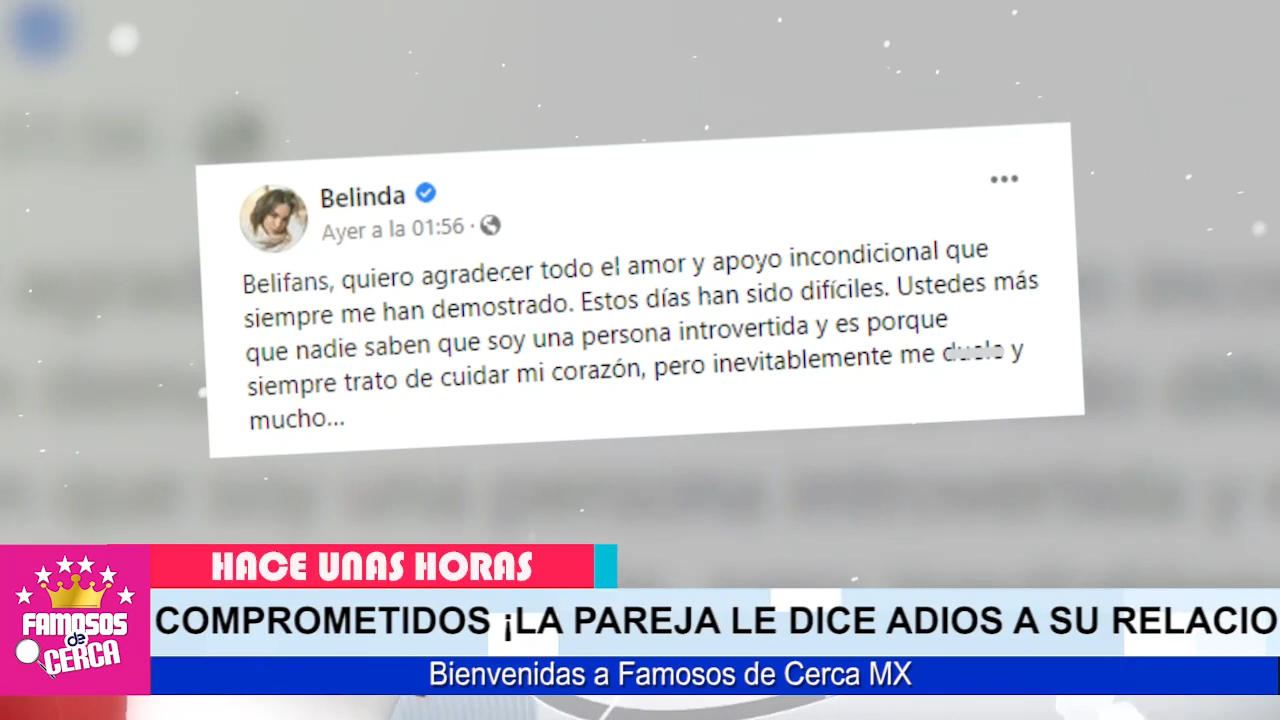 Belinda
Ayer a la 01:56 ·
Belifans, quiero agradecer todo el amor y apoyo incondicional que
siempre me han demostrado. Estos días han sido difíciles. Ustedes más
que nadie saben que soy una persona introvertida y es porque
siempre trato de cuidar mi corazón, pero inevitablemente me duele y
mucho...
HACE UNAS HORAS
COMPROMETIDOS ¡LA PAREJA LE DICE ADIOS A SU RELACIO
Bienvenidas a Famosos de Cerca MX
FAMOSOS
de
CERCA